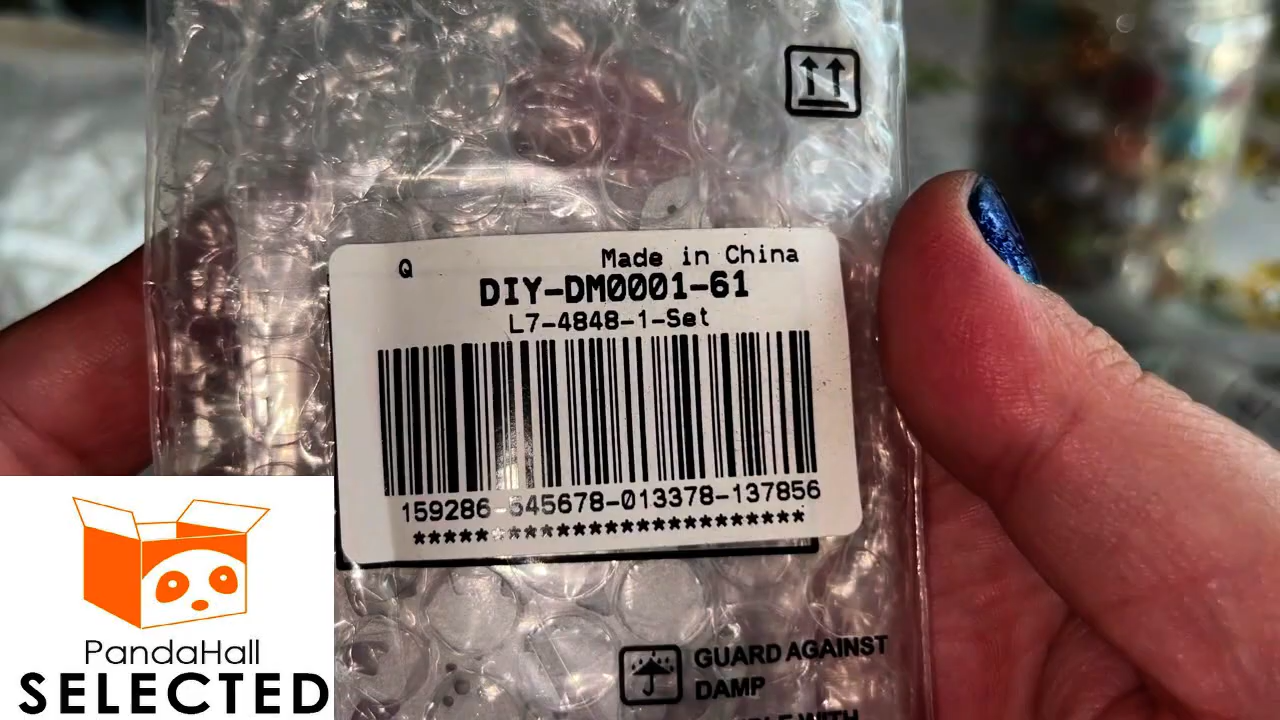 Q Made in China
DIY-DM0001-61
L7-4848-1-Set
159286-545678-013378-137856
**************************
GUARD AGAINST
DAMP
WITH
PandaHall
SELECTED